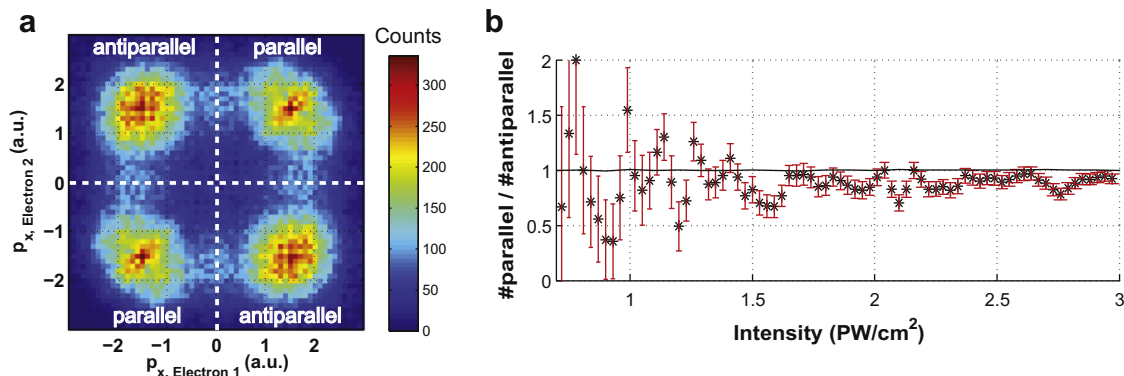 a
Counts
antiparallel parallel
300
250
200
150
100
50
0
2
1
0
−1
−2
p x, Electron 2 (a.u.)
parallel antiparallel
−2 −1 0 1 2
p x, Electron 1 (a.u.)
b
#parallel / #antiparallel
2
1.5
1
0.5
0
1 1.5 2 2.5 3
Intensity (PW/cm²)